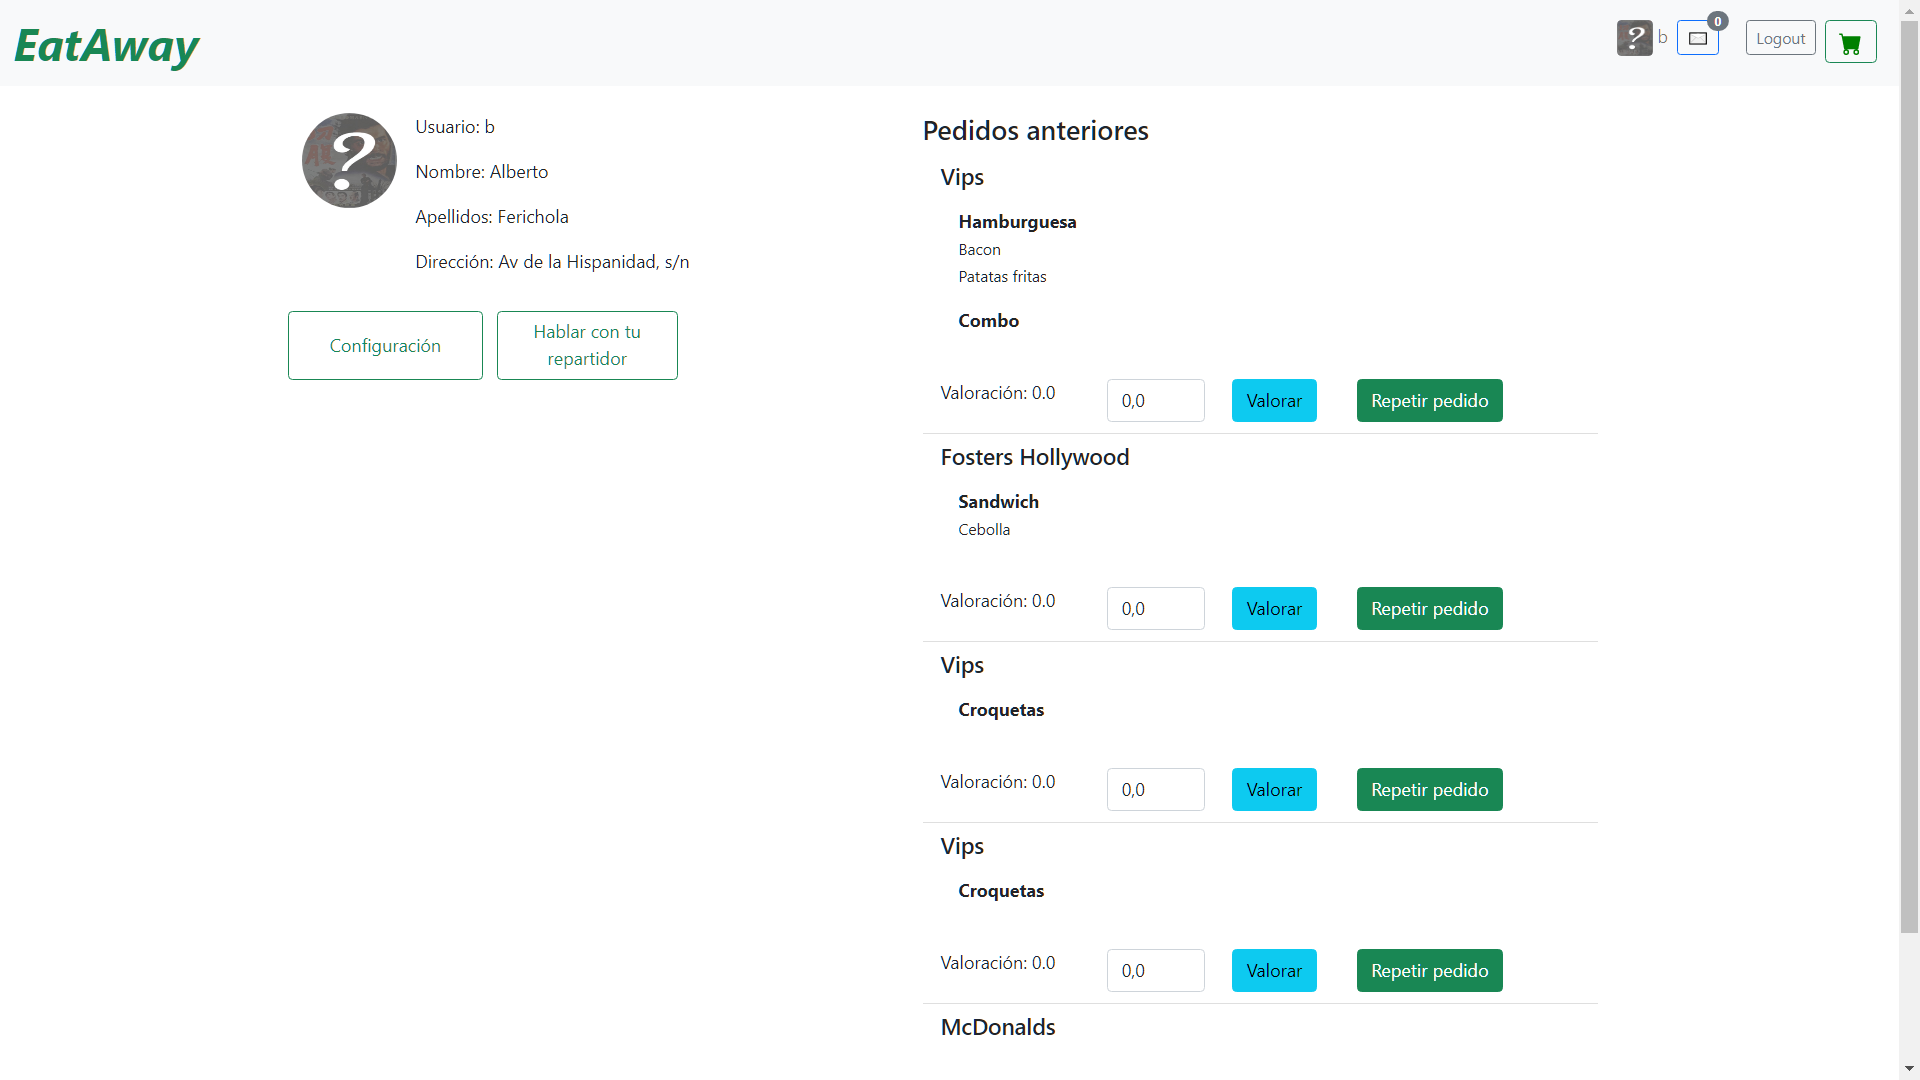 EatAway
b
0
Logout
Usuario: b
Nombre: Alberto
Apellidos: Ferichola
Dirección: Av de la Hispanidad, s/n
Configuración
Hablar con tu
repartidor
Pedidos anteriores
Vips
Hamburguesa
Bacon
Patatas fritas
Combo
Valoración: 0.0
0,0
Valorar
Repetir pedido
Fosters Hollywood
Sandwich
Cebolla
Valoración: 0.0
0,0
Valorar
Repetir pedido
Vips
Croquetas
Valoración: 0.0
0,0
Valorar
Repetir pedido
Vips
Croquetas
Valoración: 0.0
0,0
Valorar
Repetir pedido
McDonalds